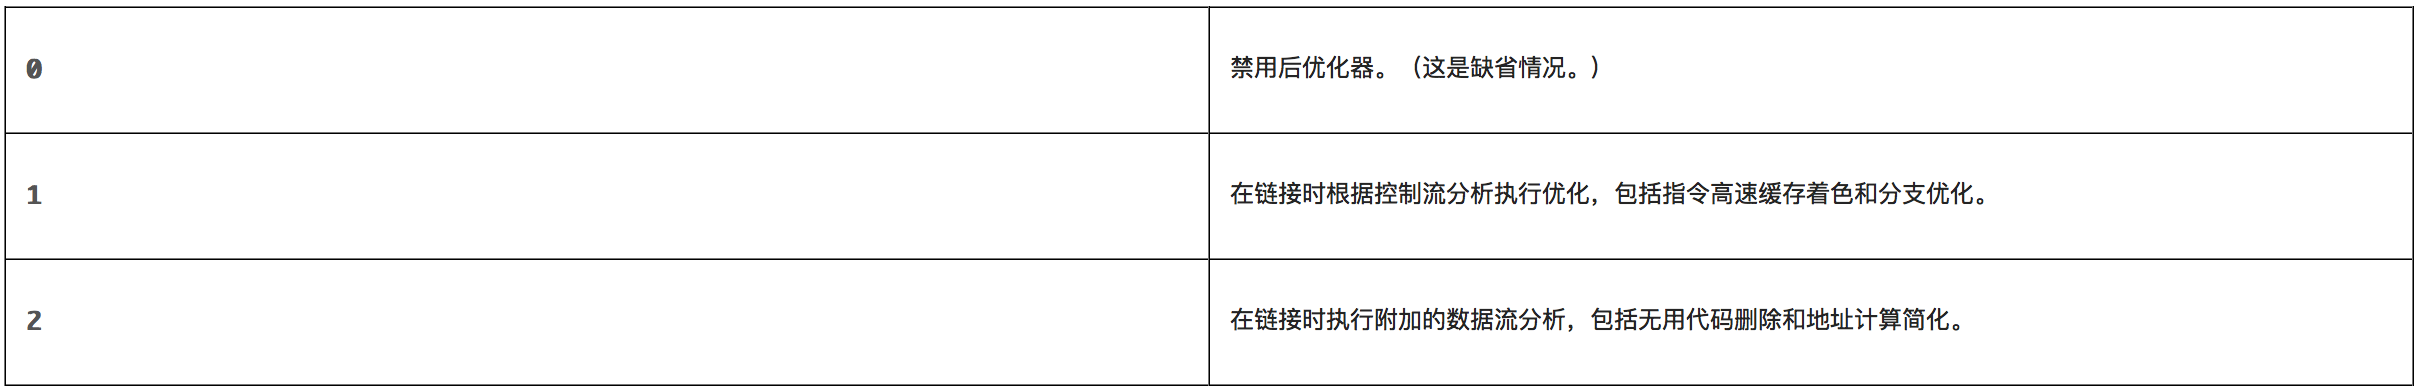 0
禁用后优化器。（这是缺省情况。）
1
在链接时根据控制流分析执行优化，包括指令高速缓存着色和分支优化。
2
在链接时执行附加的数据流分析，包括无用代码删除和地址计算简化。